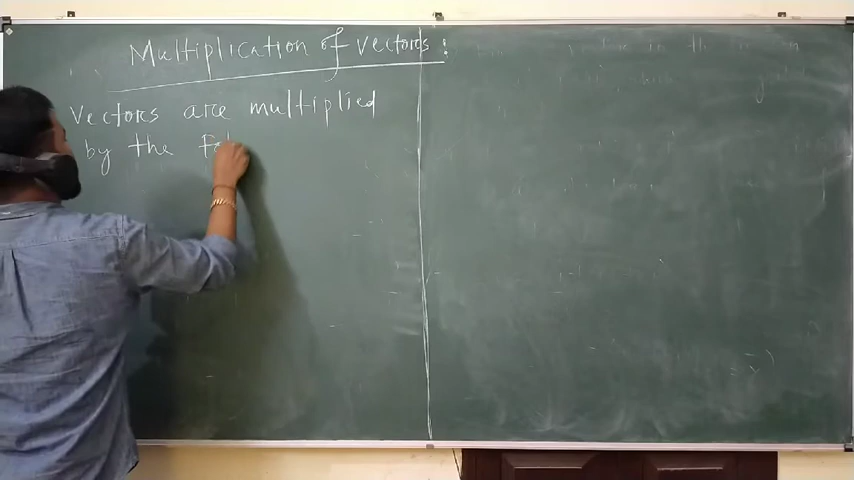 Multiplication of vectors :
Vectors are multiplied
by the